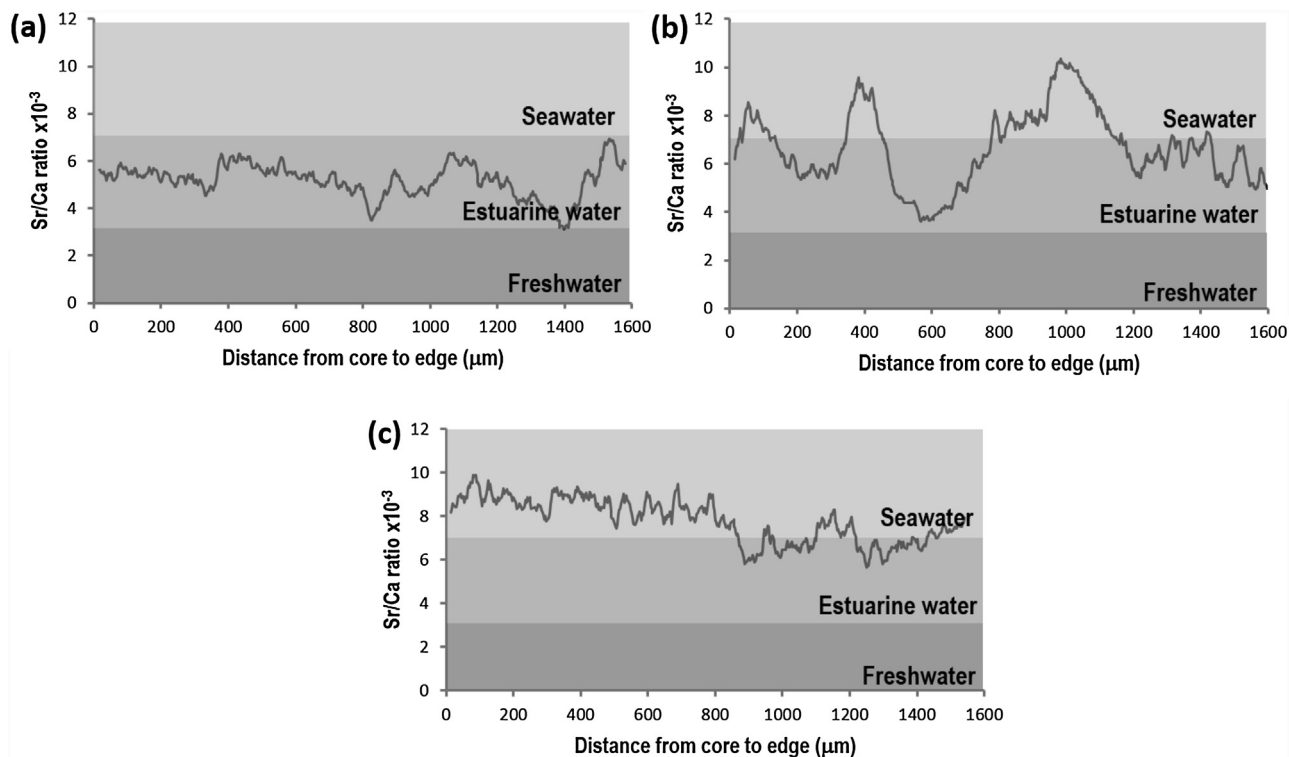 (a)
12
10
8
6
4
2
0
Sr/Ca ratio x10-3
Seawater
Estuarine water
Freshwater
0 200 400 600 800 1000 1200 1400 1600
Distance from core to edge (μm)
(b)
12
10
8
6
4
2
0
Sr/Ca ratio x10-3
Seawater
Estuarine water
Freshwater
0 200 400 600 800 1000 1200 1400 1600
Distance from core to edge (μm)
(c)
12
10
8
6
4
2
0
Sr/Ca ratio x10-3
Seawater
Estuarine water
Freshwater
0 200 400 600 800 1000 1200 1400 1600
Distance from core to edge (μm)